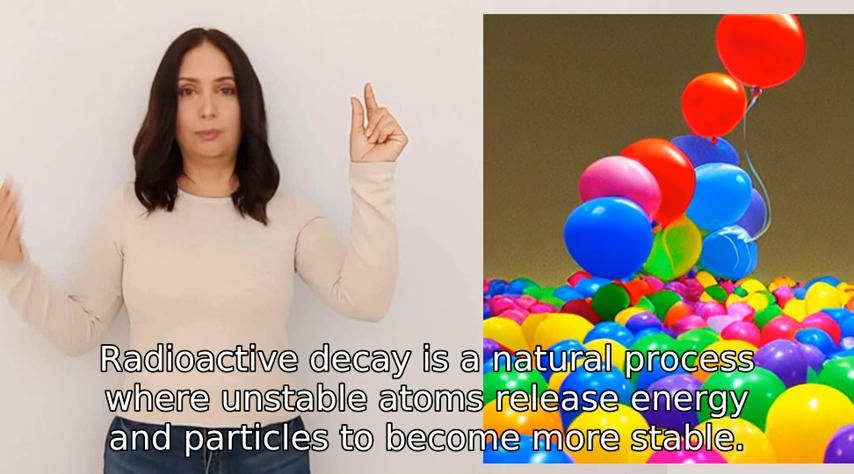 Radioactive decay is a natural process
where unstable atoms release energy
and particles to become more stable.